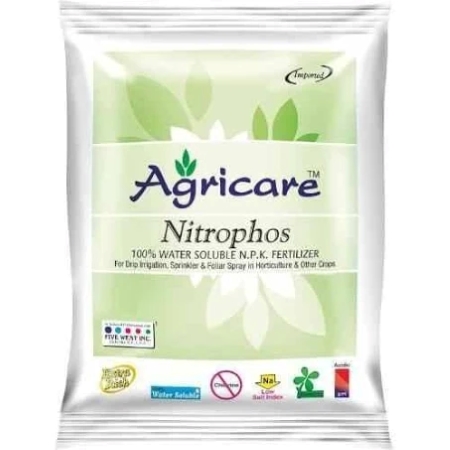 Imported
Agricare™
Nitrophos
100% WATER SOLUBLE N.P.K. FERTILIZER
For Drip Irrigation, Sprinkler & Foliar Spray in Horticulture & Other Crops
FIVE WEST INC.
Water Soluble
Chlorine
Na
Low
Salt Index
Acidic